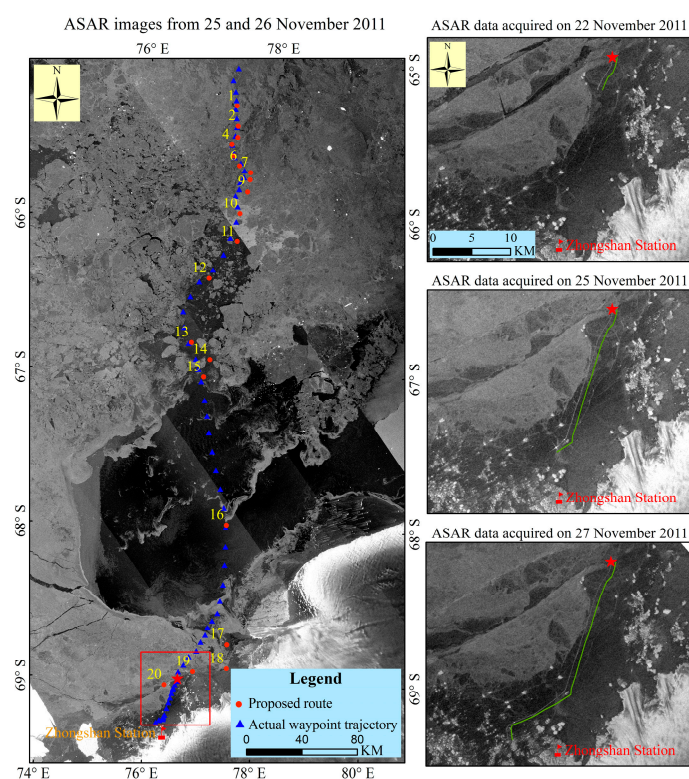 ASAR images from 25 and 26 November 2011
76° E
78° E
N
1
2
4
6
7
9
10
11
12
13
14
15
16
17
18
19
20
Zhongshan Station
Legend
Proposed route
Actual waypoint trajectory
0 40 80
KM
74° E
76° E
78° E
80° E
65° S
66° S
67° S
68° S
69° S
66° S
67° S
68° S
69° S
ASAR data acquired on 22 November 2011
N
0 5 10
KM
Zhongshan Station
ASAR data acquired on 25 November 2011
Zhongshan Station
ASAR data acquired on 27 November 2011
Zhongshan Station